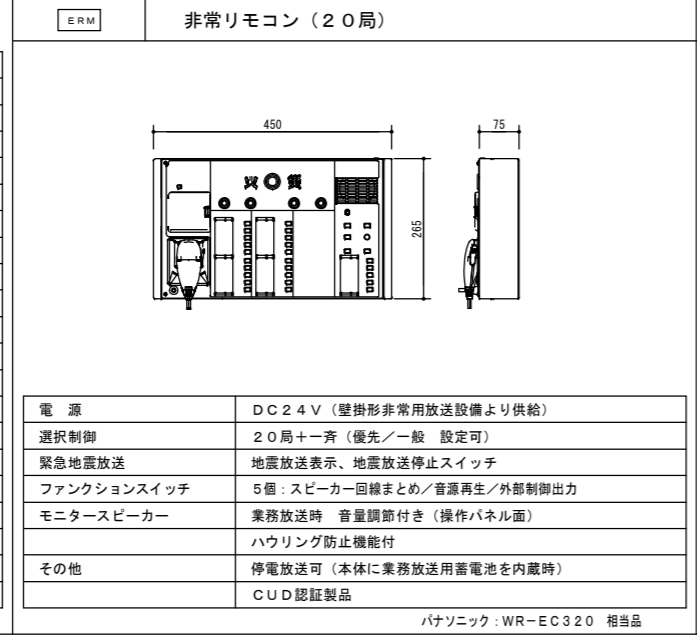 ERM 非常リモコン（20局）
450
75
火災
265
電　源 DC24V（壁掛形非常用放送設備より供給）
選択制御 20局＋一斉（優先／一般　設定可）
緊急地震放送 地震放送表示、地震放送停止スイッチ
ファンクションスイッチ 5個：スピーカー回線まとめ／音源再生／外部制御出力
モニタースピーカー 業務放送時　音量調節付き（操作パネル面）
ハウリング防止機能付
その他 停電放送可（本体に業務放送用蓄電池を内蔵時）
CUD認証製品
パナソニック：WR－EC320　相当品